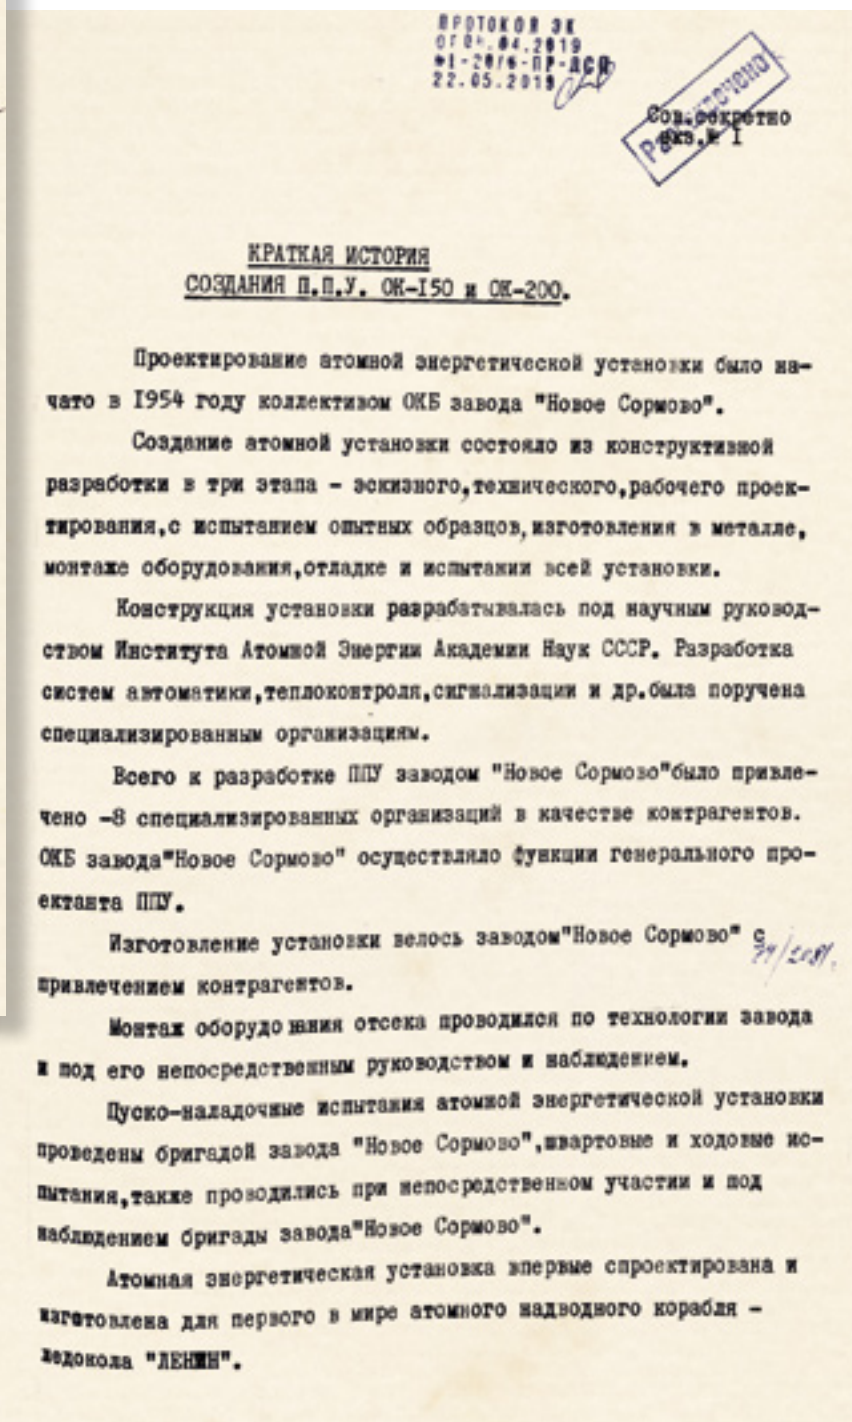 ПРОТОКОЛ ЭК
от .04.2019
№1-20/6-ПР-ДСП
22.05.2019
Рассекречено
Сов.секретно
экз.№ I
КРАТКАЯ ИСТОРИЯ
СОЗДАНИЯ П.П.У. ОК-I50 и ОК-200.
Проектирование атомной энергетической установки было на-
чато в I954 году коллективом ОКБ завода "Новое Сормово".
Создание атомной установки состояло из конструктивной
разработки в три этапа - эскизного,технического,рабочего проек-
тирования,с испытанием опытных образцов,изготовления в металле,
монтаже оборудования,отладке и испытании всей установки.
Конструкция установки разрабатывалась под научным руковод-
ством Института Атомной Энергии Академии Наук СССР. Разработка
систем автоматики,теплоконтроля,сигнализации и др.была поручена
специализированным организациям.
Всего к разработке ППУ заводом "Новое Сормово"было привле-
чено -8 специализированных организаций в качестве контрагентов.
ОКБ завода"Новое Сормово" осуществляло функции генерального про-
ектанта ППУ.
Изготовление установки велось заводом"Новое Сормово" с
привлечением контрагентов.
Монтаж оборудования отсека проводился по технологии завода
и под его непосредственным руководством и наблюдением.
Пуско-наладочные испытания атомной энергетической установки
проведены бригадой завода "Новое Сормово",швартовые и ходовые ис-
пытания,также проводились при непосредственном участии и под
наблюдением бригады завода"Новое Сормово".
Атомная энергетическая установка впервые спроектирована и
изготовлена для первого в мире атомного надводного корабля -
ледокола "ЛЕНИН".